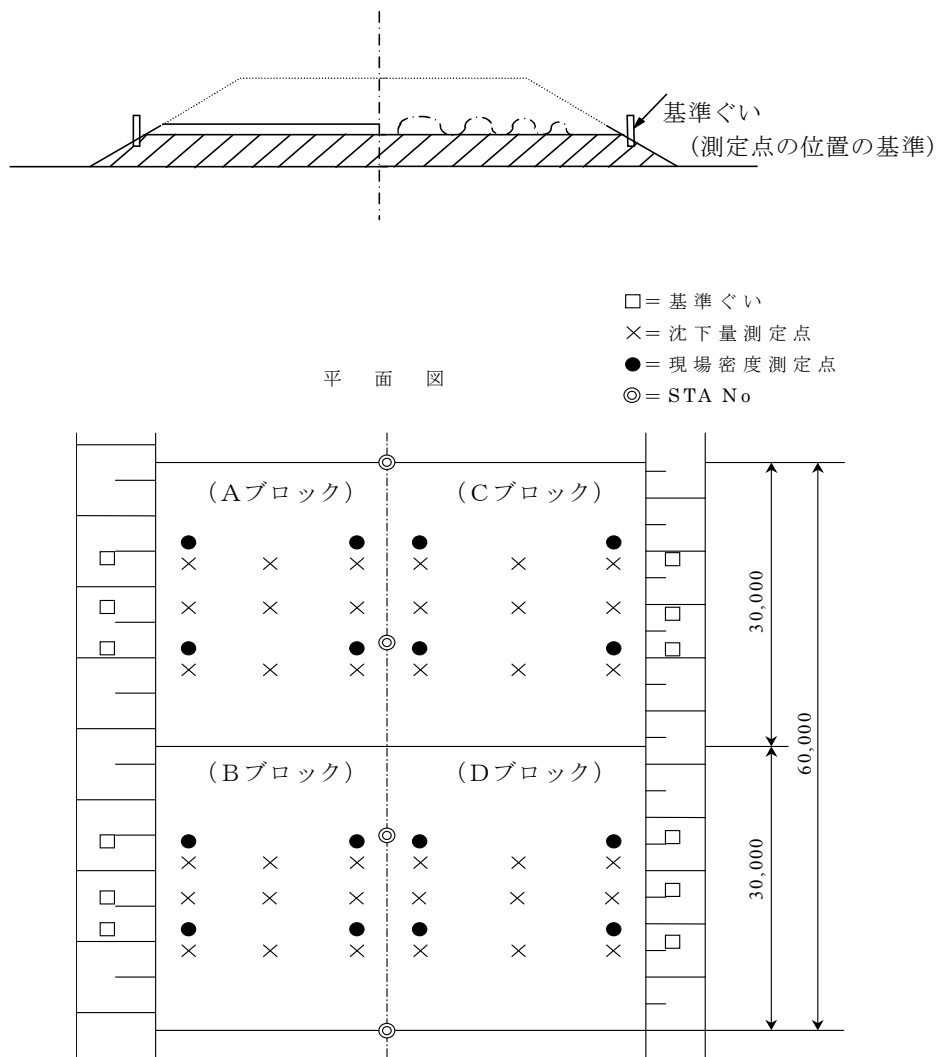 基準ぐい
(測定点の位置の基準)
□=基準ぐい
×=沈下量測定点
●=現場密度測定点
◎=STA No
平面図
(Aブロック)
(Cブロック)
30,000
60,000
(Bブロック)
(Dブロック)
30,000